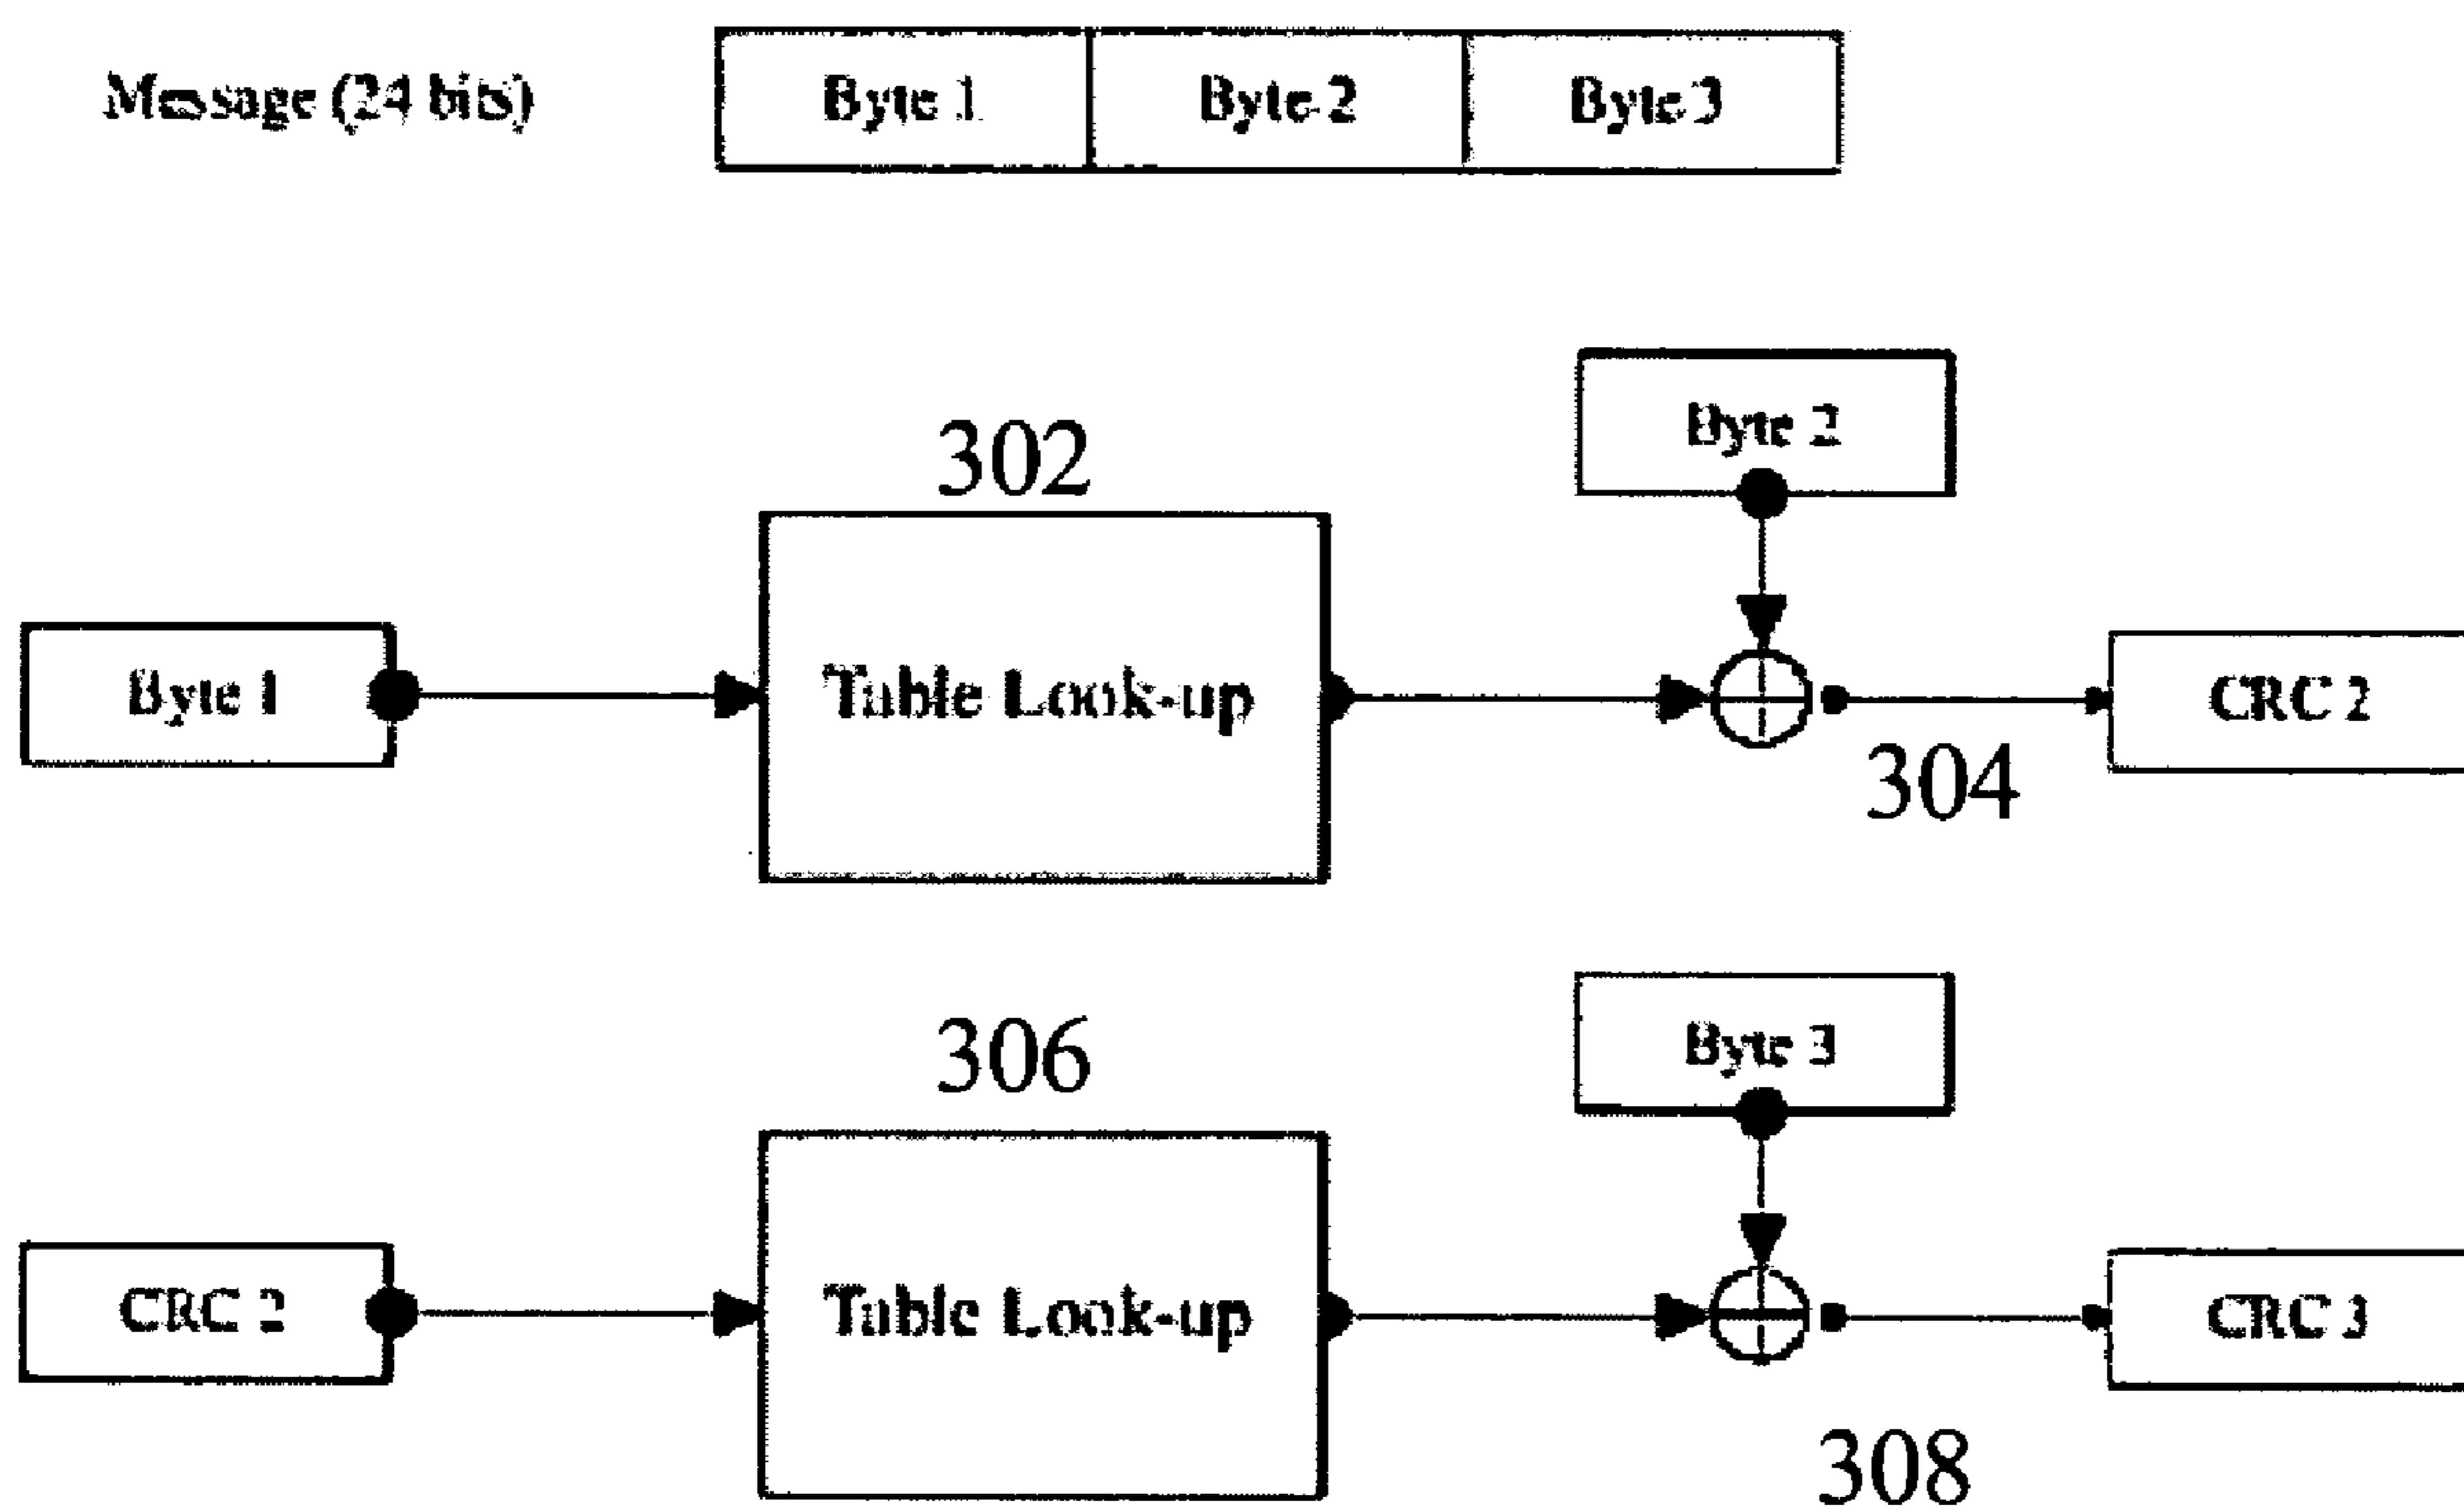 Message (24 bits)
Byte 1
Byte 2
Byte 3
Byte 2
302
Byte 1
Table Look-up
CRC 2
304
Byte 3
306
CRC 2
Table Look-up
CRC 3
308